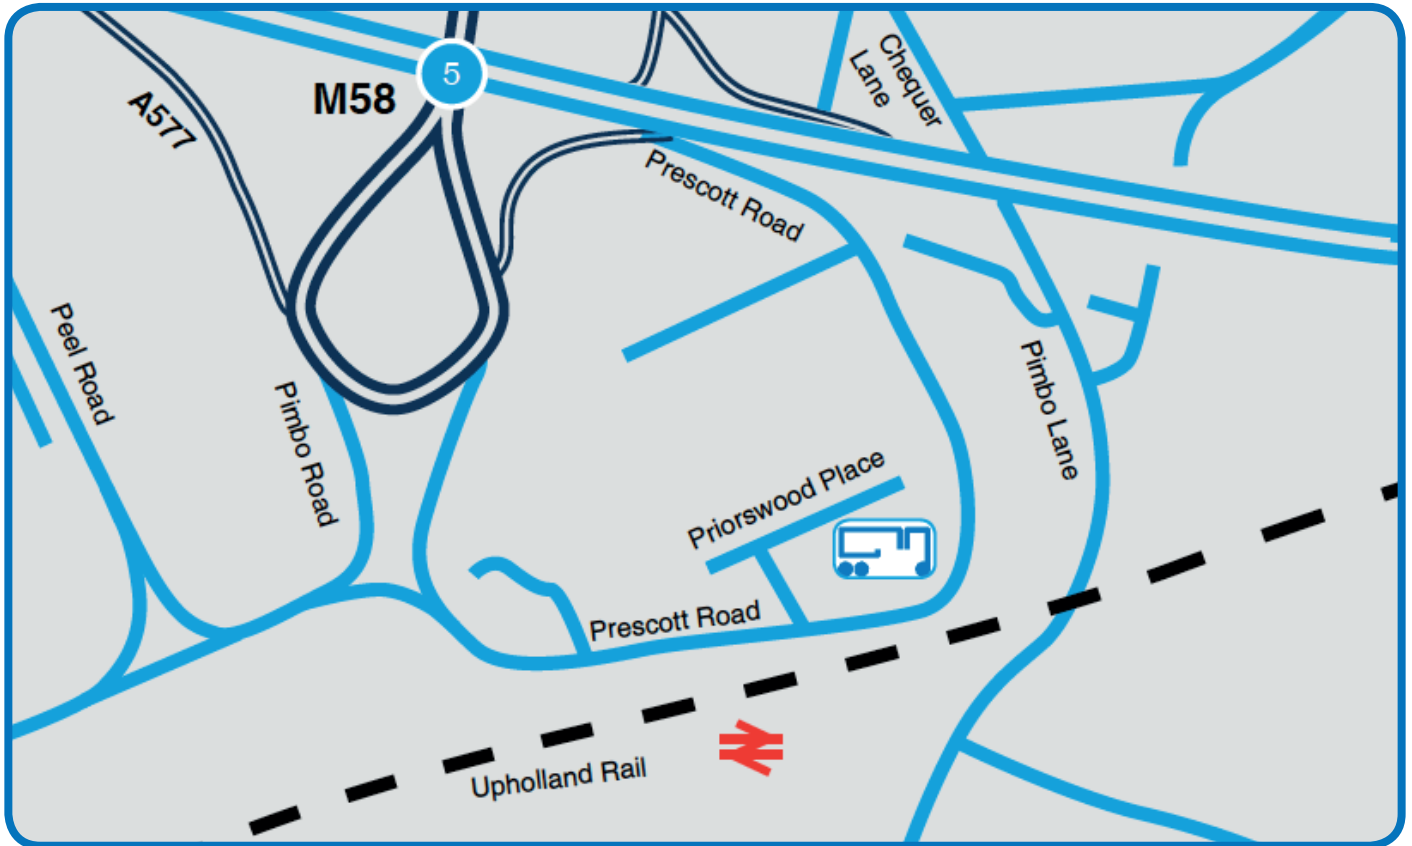 5
M58
A577
Chequer
Lane
Prescott Road
Peel Road
Pimbo Road
Pimbo Lane
Priorswood Place
Prescott Road
Upholland Rail